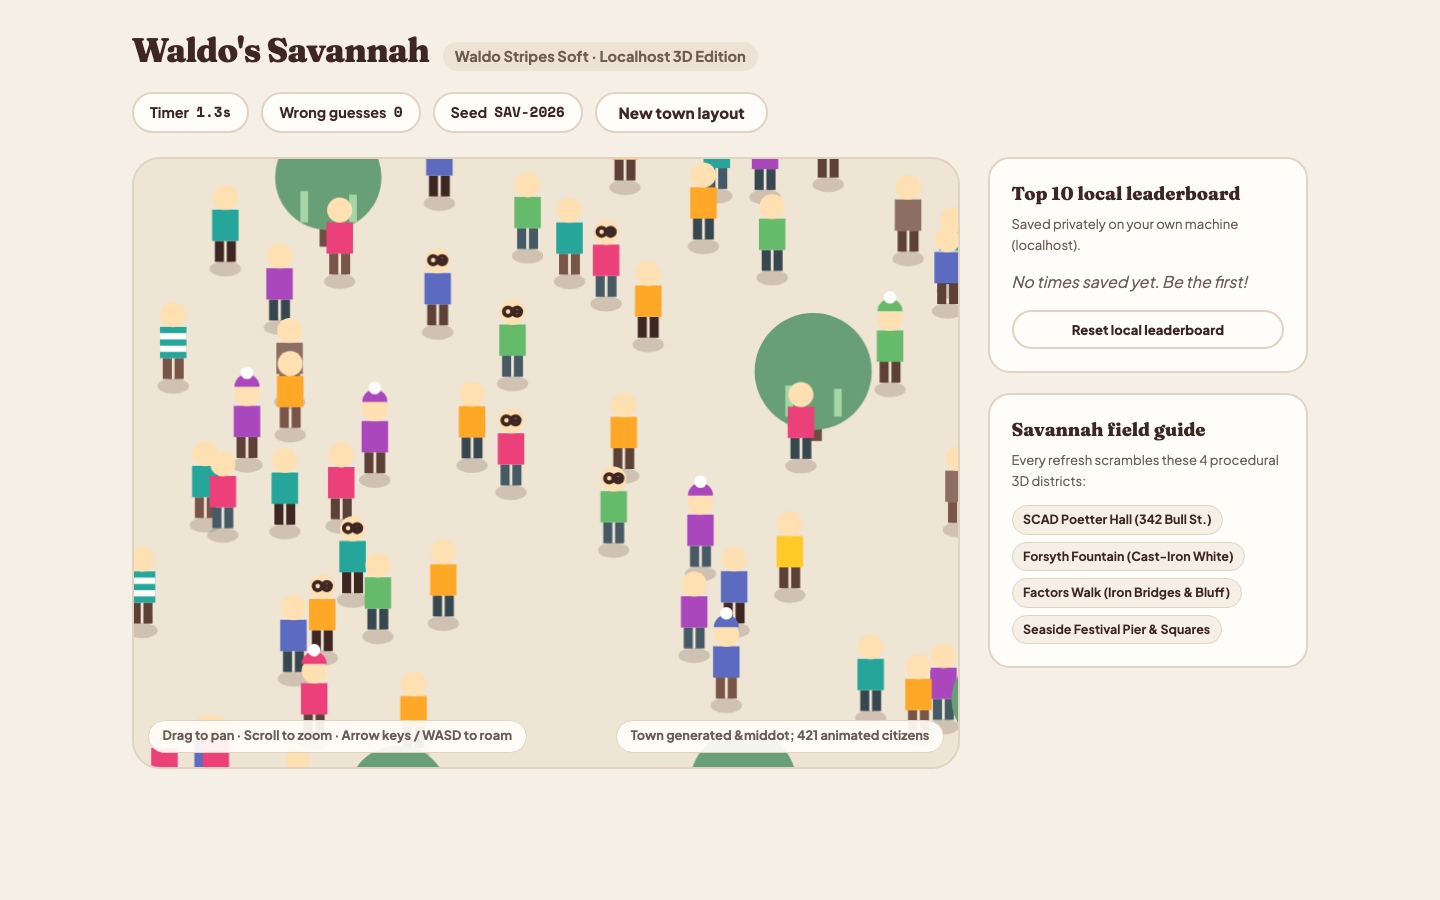 Waldo's Savannah
Waldo Stripes Soft · Localhost 3D Edition
Timer 1.3s
Wrong guesses 0
Seed SAV-2026
New town layout
Drag to pan · Scroll to zoom · Arrow keys / WASD to roam
Town generated &middot; 421 animated citizens
Top 10 local leaderboard
Saved privately on your own machine
(localhost).
No times saved yet. Be the first!
Reset local leaderboard
Savannah field guide
Every refresh scrambles these 4 procedural
3D districts:
SCAD Poetter Hall (342 Bull St.)
Forsyth Fountain (Cast-Iron White)
Factors Walk (Iron Bridges & Bluff)
Seaside Festival Pier & Squares